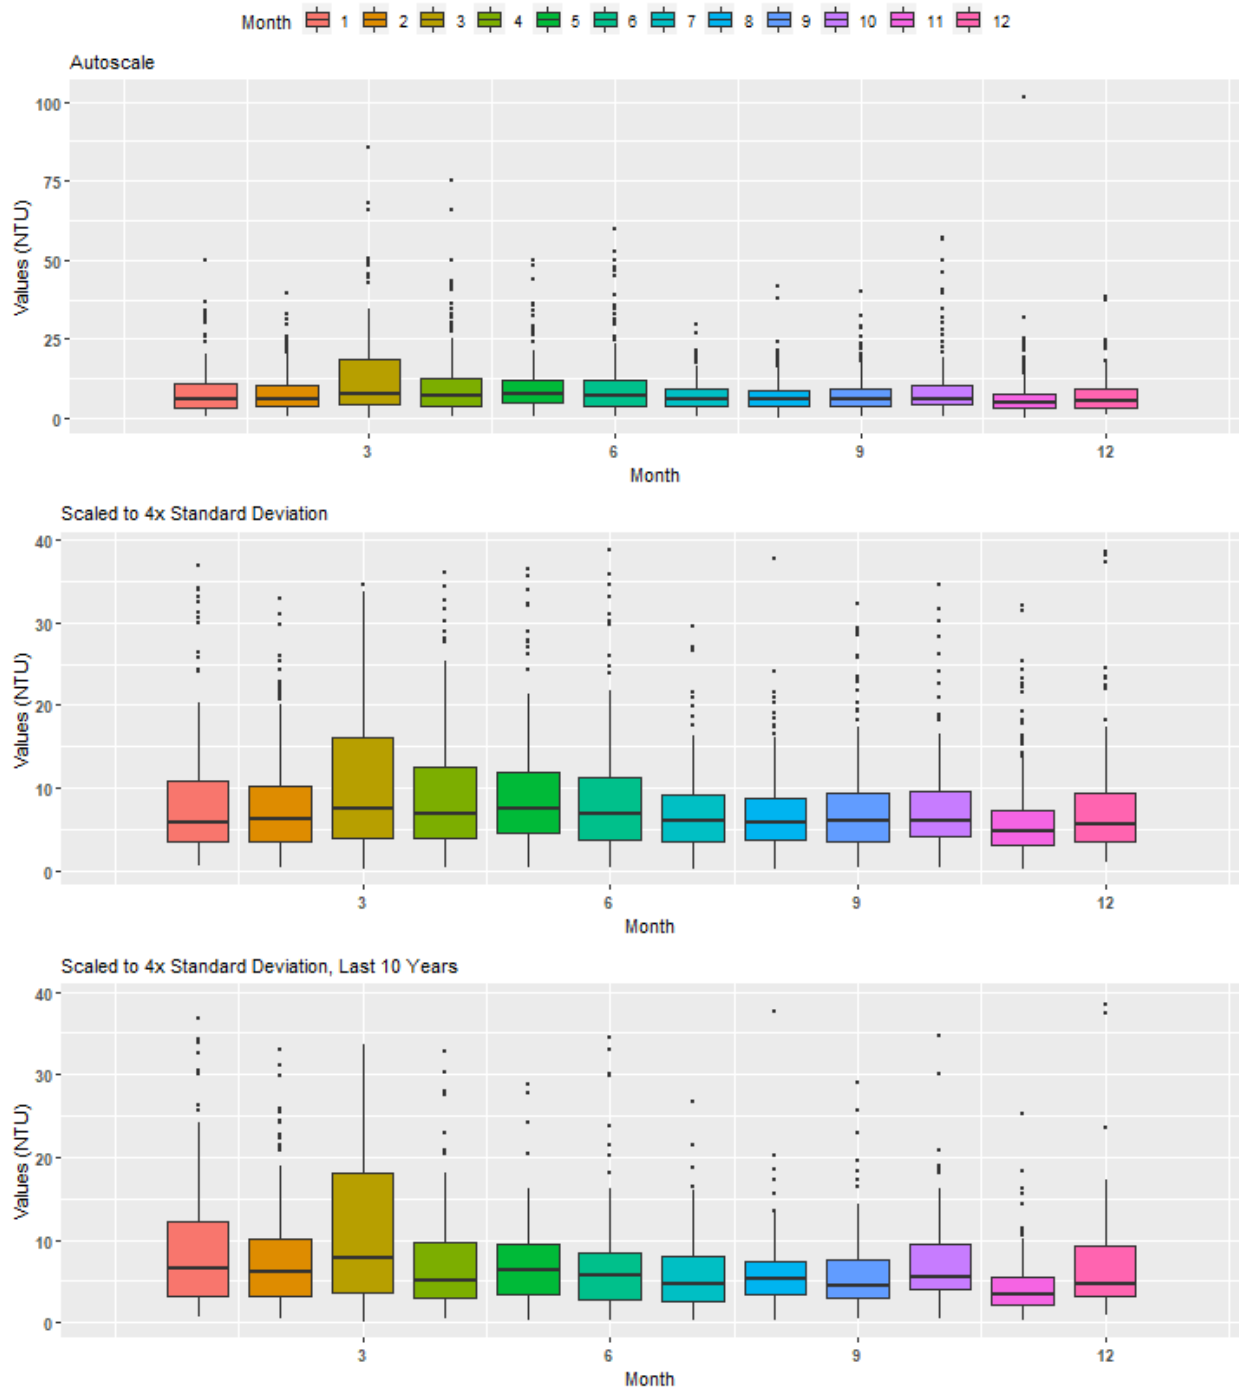 Month 1 2 3 4 5 6 7 8 9 10 11 12
Autoscale
100
75
50
25
0
Values (NTU)
3 6 9 12
Month
Scaled to 4x Standard Deviation
40
30
20
10
0
Values (NTU)
3 6 9 12
Month
Scaled to 4x Standard Deviation, Last 10 Years
40
30
20
10
0
Values (NTU)
3 6 9 12
Month